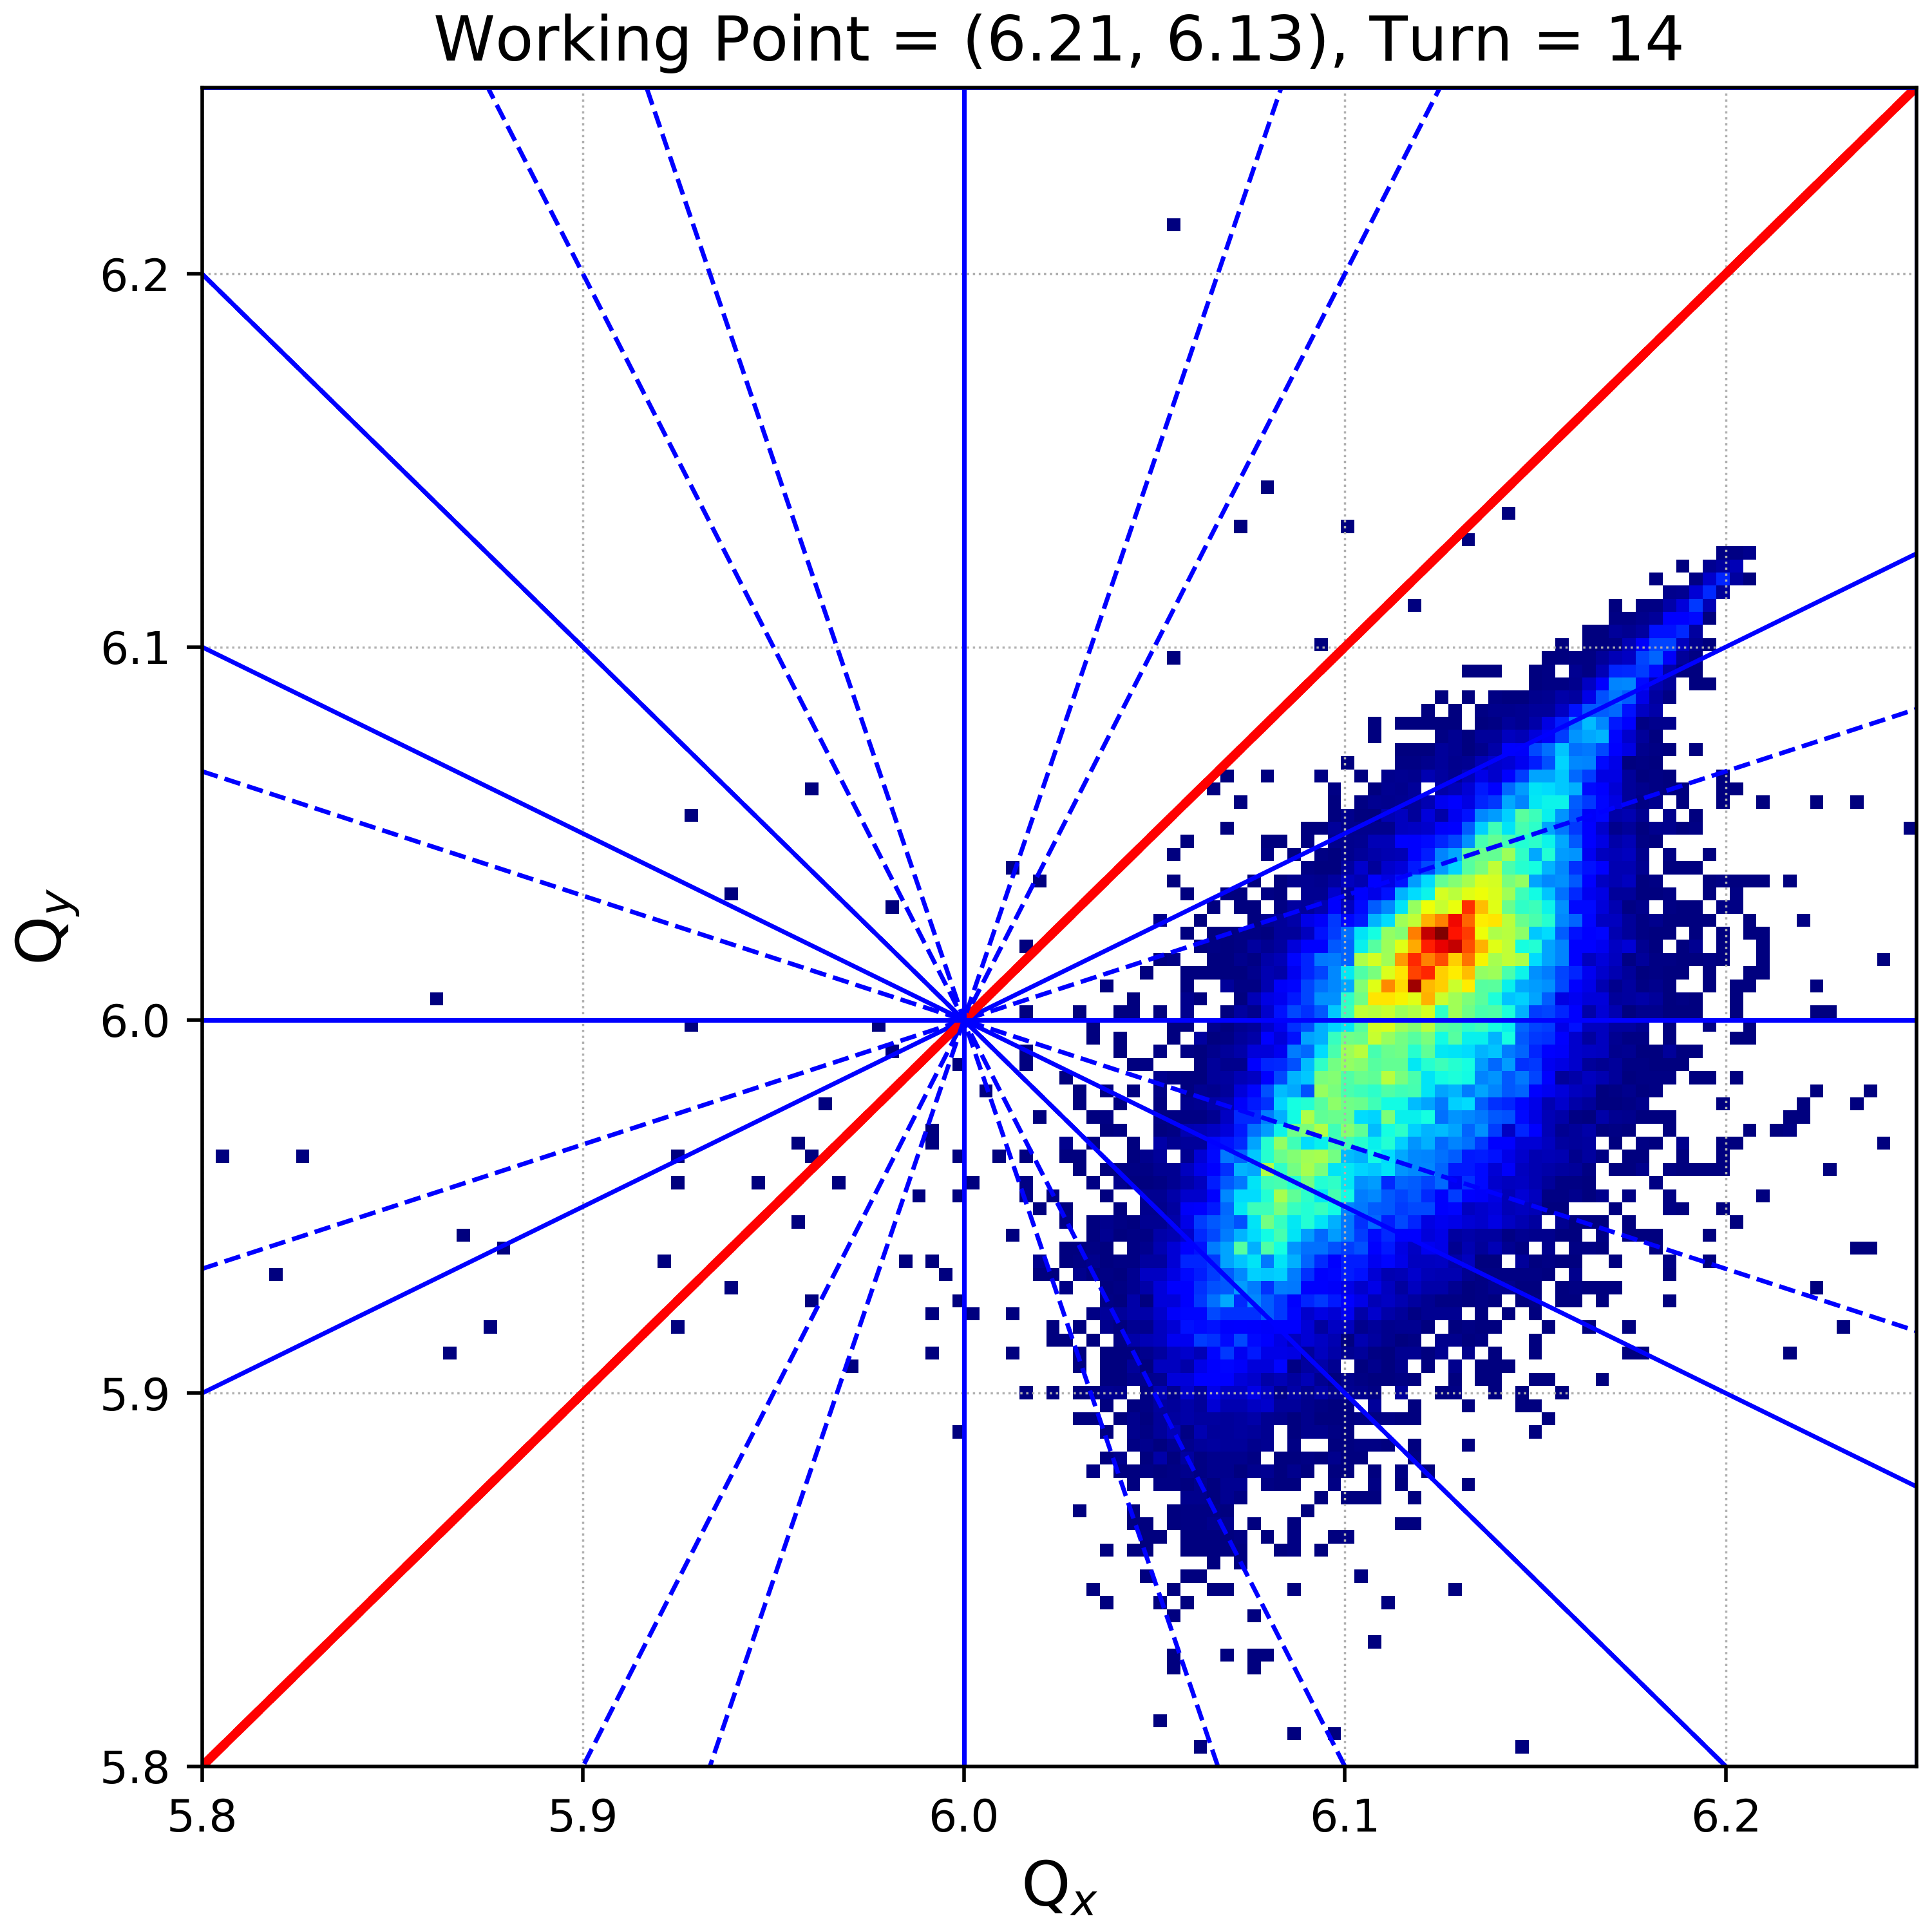 Working Point = (6.21, 6.13), Turn = 14
6.2
6.1
6.0
5.9
5.8
Qy
5.8 5.9 6.0 6.1 6.2
Qx